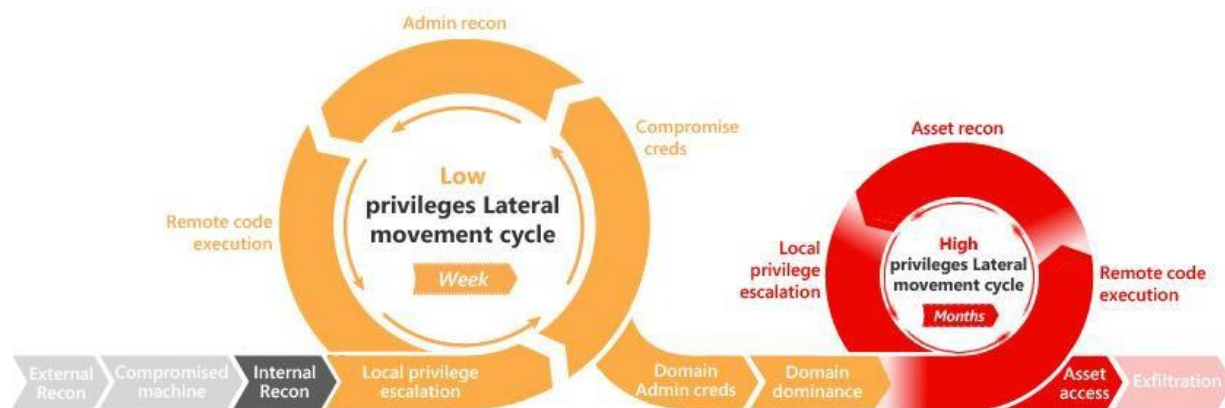 Admin recon
Compromise
creds
Remote code
execution
Low
privileges Lateral
movement cycle
Week
Asset recon
Local
privilege
escalation
High
privileges Lateral
movement cycle
Months
Remote code
execution
External
Recon
Compromised
machine
Internal
Recon
Local privilege
escalation
Domain
Admin creds
Domain
dominance
Asset
access
Exfiltration